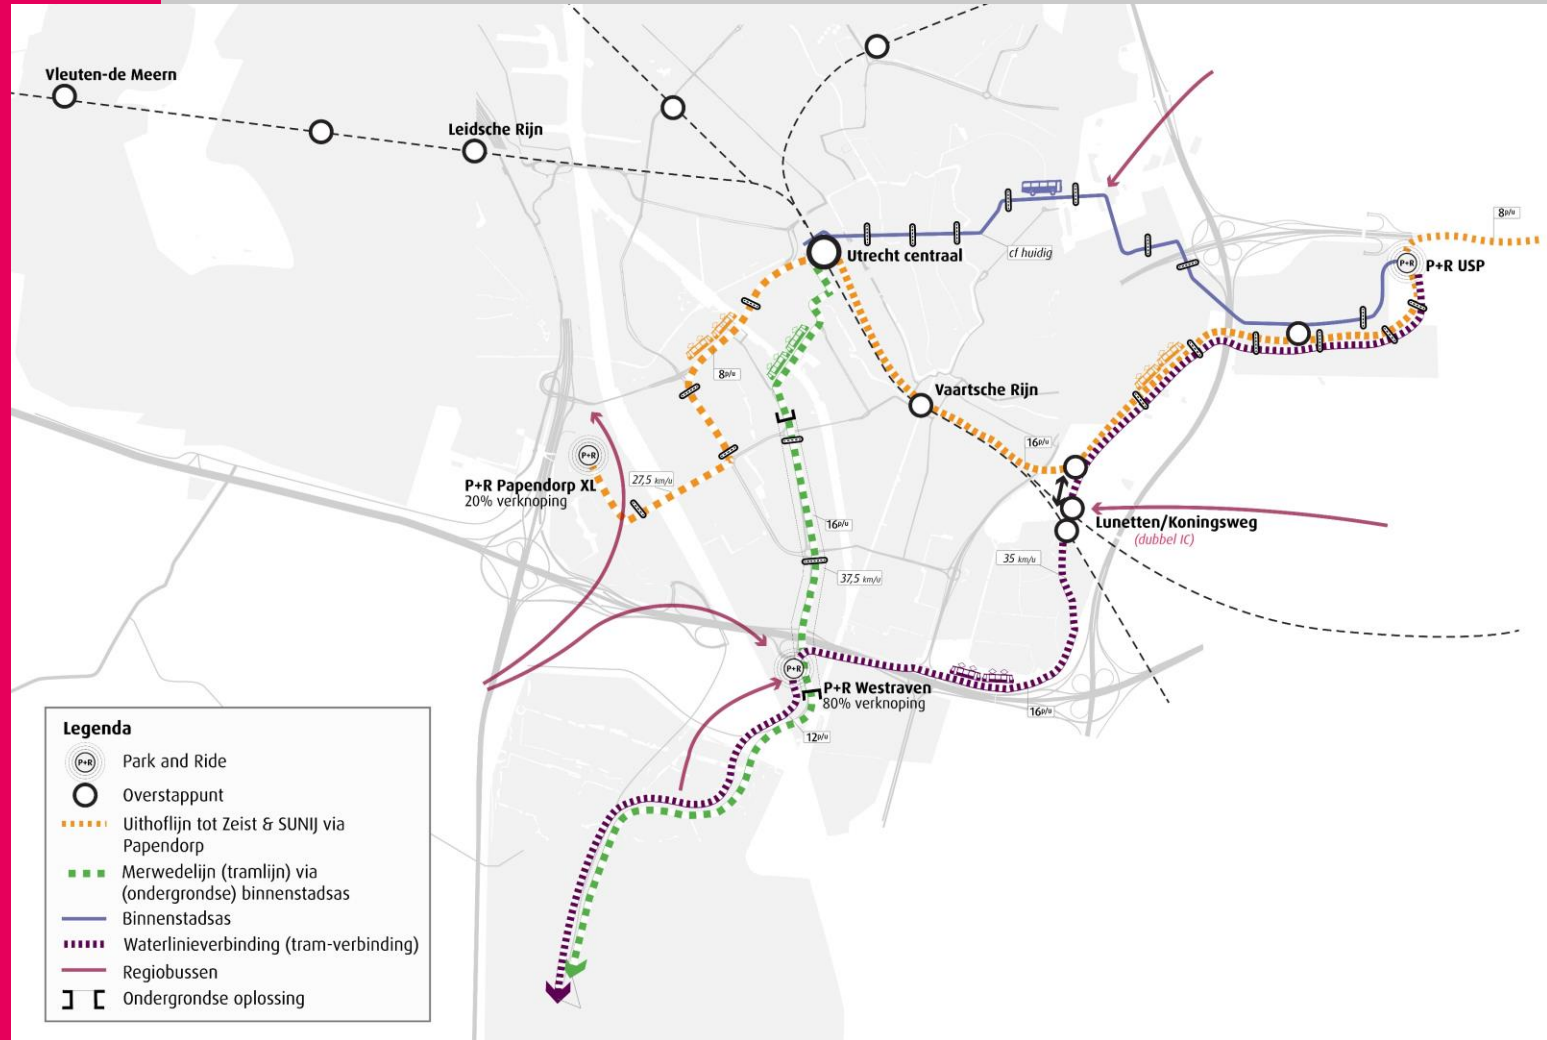 Vleuten-de Meern
Leidsche Rijn
Utrecht centraal
cf huidig
8p/u
P+R
P+R USP
8p/u
Vaartsche Rijn
16p/u
P+R
P+R Papendorp XL
20% verknoping
27,5 km/u
16p/u
Lunetten/Koningsweg
(dubbel IC)
35 km/u
37,5 km/u
P+R
P+R Westraven
80% verknoping
16p/u
12p/u
Legenda
P+R
Park and Ride
Overstappunt
Uithoflijn tot Zeist & SUNIJ via
Papendorp
Merwedelijn (tramlijn) via
(ondergrondse) binnenstadsas
Binnenstadsas
Waterlinieverbinding (tram-verbinding)
Regiobussen
Ondergrondse oplossing